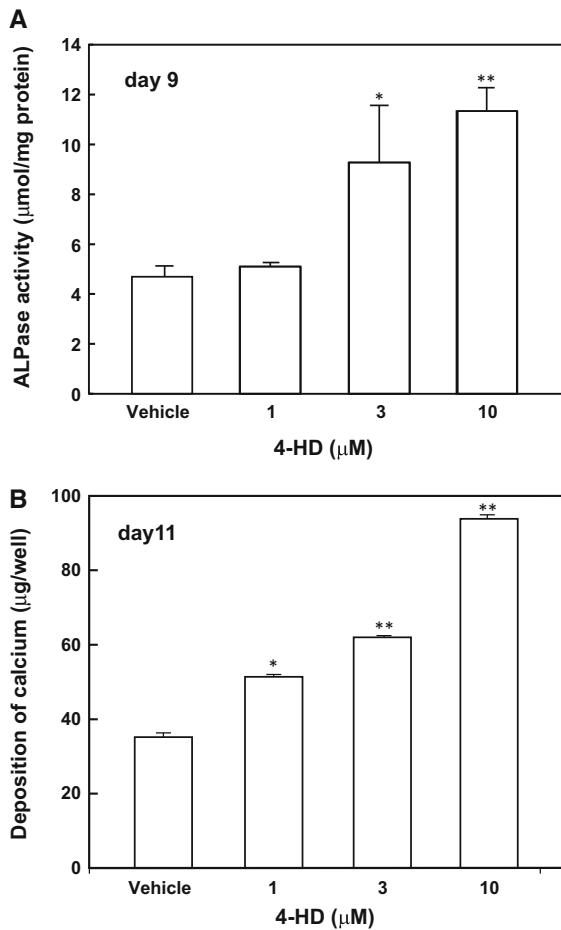 A
14
12
10
8
6
4
2
0
ALPase activity (μmol/mg protein)
day 9
*
**
Vehicle 1 3 10
4-HD (μM)
B
100
80
60
40
20
0
Deposition of calcium (μg/well)
day11
*
**
**
Vehicle 1 3 10
4-HD (μM)